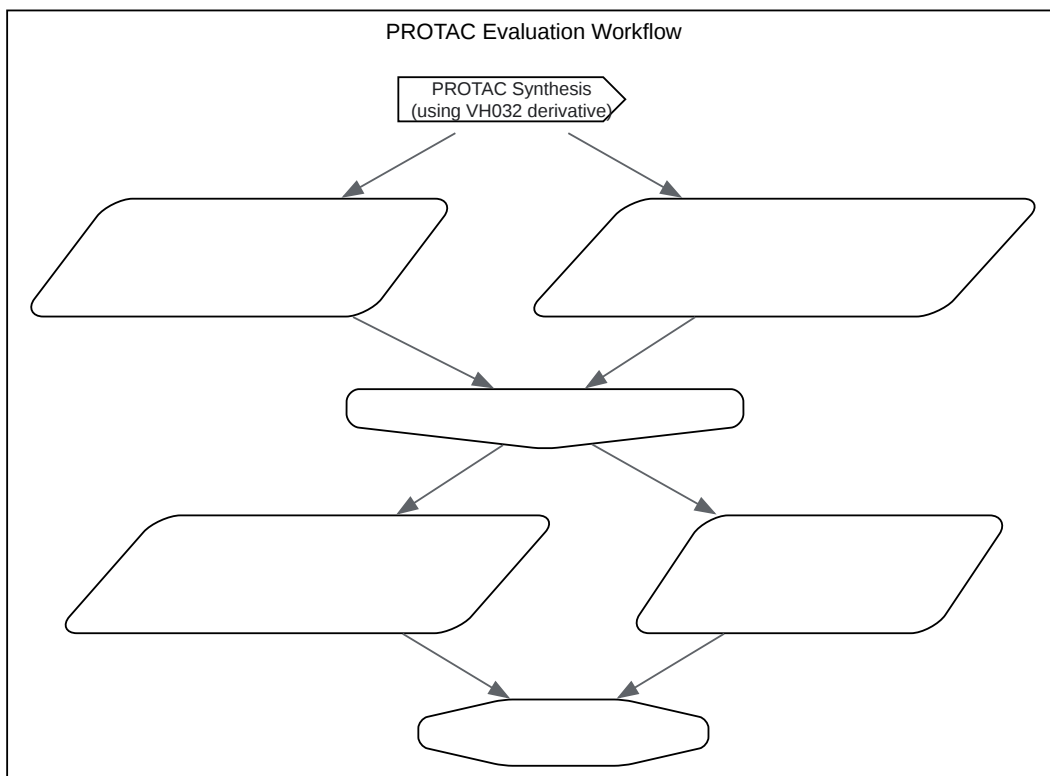 PROTAC Evaluation Workflow
PROTAC Synthesis
(using VH032 derivative)